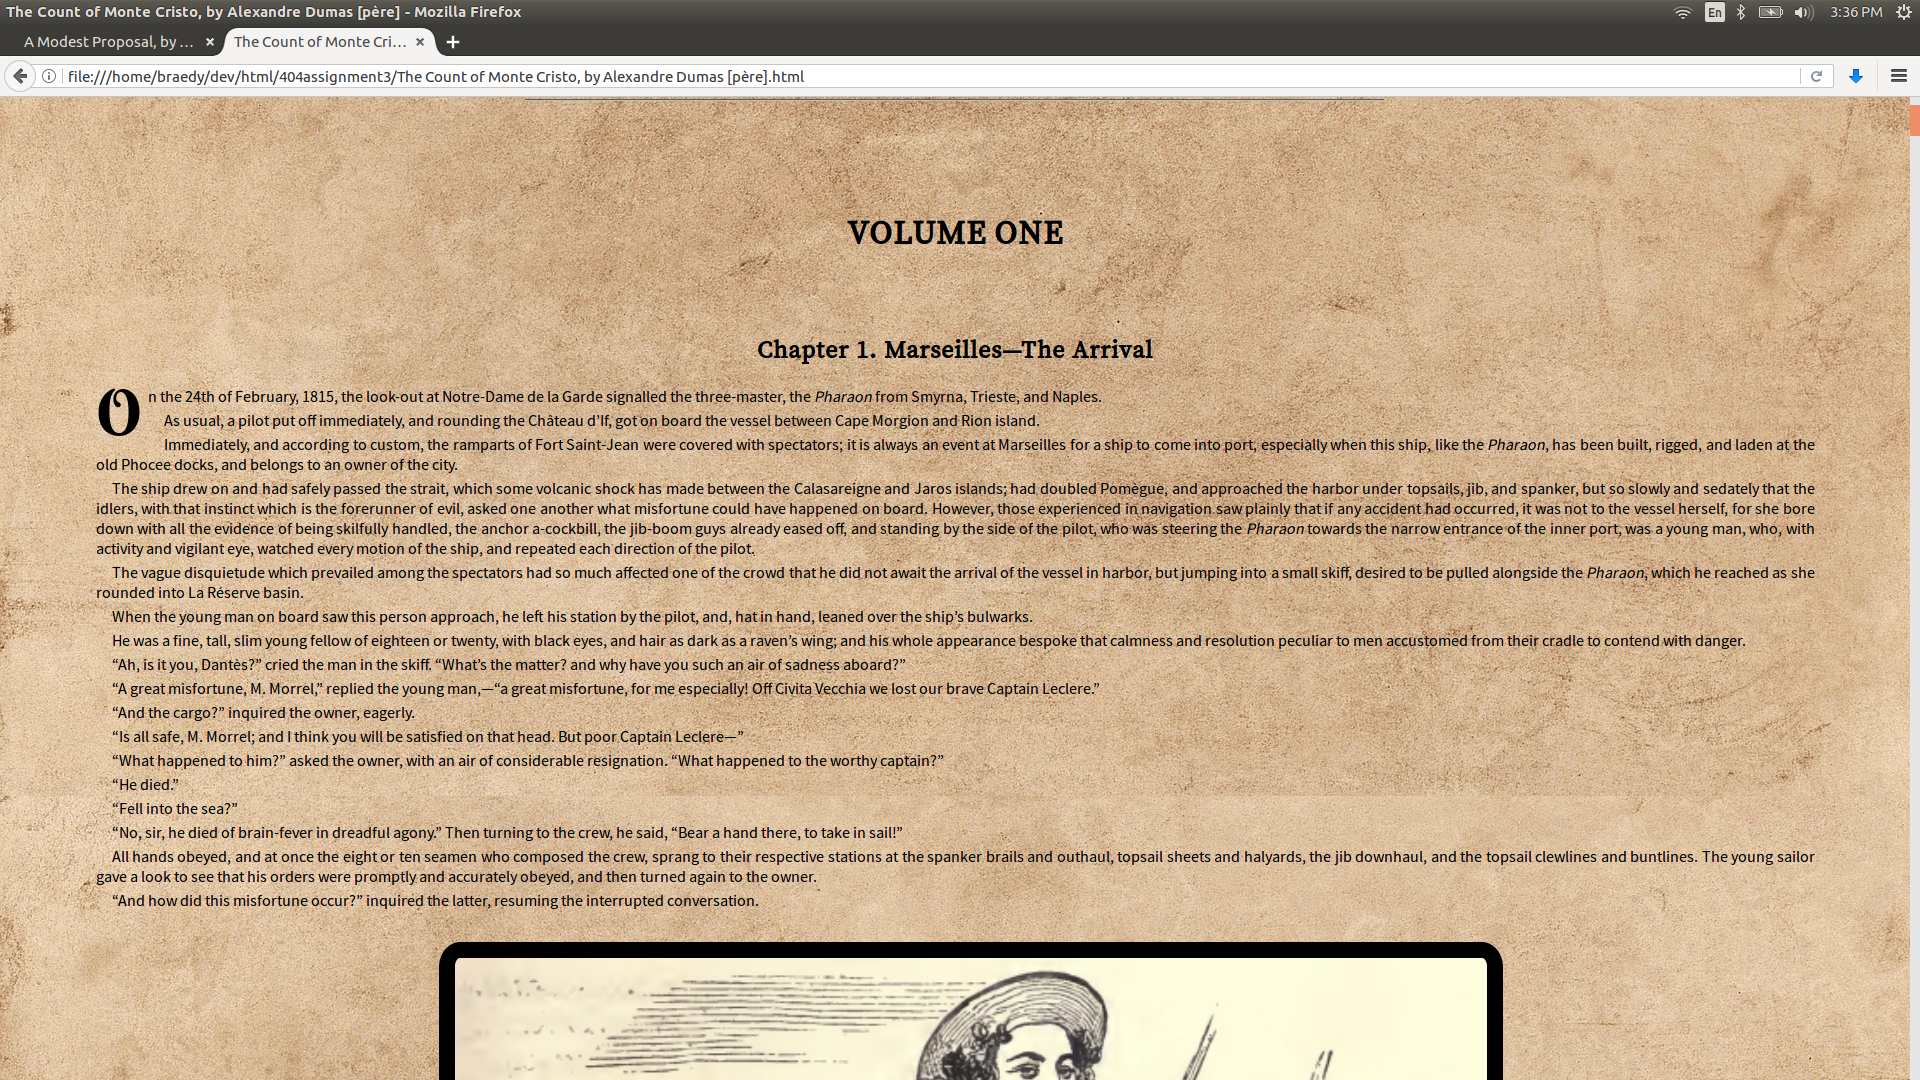 The Count of Monte Cristo, by Alexandre Dumas [père] - Mozilla Firefox
En
3:36 PM
A Modest Proposal, by ...
The Count of Monte Cri...
file:///home/braedy/dev/html/404assignment3/The Count of Monte Cristo, by Alexandre Dumas [père].html
VOLUME ONE
Chapter 1. Marseilles—The Arrival
On the 24th of February, 1815, the look-out at Notre-Dame de la Garde signalled the three-master, the Pharaon from Smyrna, Trieste, and Naples.
As usual, a pilot put off immediately, and rounding the Château d’If, got on board the vessel between Cape Morgion and Rion island.
Immediately, and according to custom, the ramparts of Fort Saint-Jean were covered with spectators; it is always an event at Marseilles for a ship to come into port, especially when this ship, like the Pharaon, has been built, rigged, and laden at the
old Phocee docks, and belongs to an owner of the city.
The ship drew on and had safely passed the strait, which some volcanic shock has made between the Calasareigne and Jaros islands; had doubled Pomègue, and approached the harbor under topsails, jib, and spanker, but so slowly and sedately that the
idlers, with that instinct which is the forerunner of evil, asked one another what misfortune could have happened on board. However, those experienced in navigation saw plainly that if any accident had occurred, it was not to the vessel herself, for she bore
down with all the evidence of being skilfully handled, the anchor a-cockbill, the jib-boom guys already eased off, and standing by the side of the pilot, who was steering the Pharaon towards the narrow entrance of the inner port, was a young man, who, with
activity and vigilant eye, watched every motion of the ship, and repeated each direction of the pilot.
The vague disquietude which prevailed among the spectators had so much affected one of the crowd that he did not await the arrival of the vessel in harbor, but jumping into a small skiff, desired to be pulled alongside the Pharaon, which he reached as she
rounded into La Réserve basin.
When the young man on board saw this person approach, he left his station by the pilot, and, hat in hand, leaned over the ship’s bulwarks.
He was a fine, tall, slim young fellow of eighteen or twenty, with black eyes, and hair as dark as a raven’s wing; and his whole appearance bespoke that calmness and resolution peculiar to men accustomed from their cradle to contend with danger.
“Ah, is it you, Dantès?” cried the man in the skiff. “What’s the matter? and why have you such an air of sadness aboard?”
“A great misfortune, M. Morrel,” replied the young man,—“a great misfortune, for me especially! Off Civita Vecchia we lost our brave Captain Leclere.”
“And the cargo?” inquired the owner, eagerly.
“Is all safe, M. Morrel; and I think you will be satisfied on that head. But poor Captain Leclere—”
“What happened to him?” asked the owner, with an air of considerable resignation. “What happened to the worthy captain?”
“He died.”
“Fell into the sea?”
“No, sir, he died of brain-fever in dreadful agony.” Then turning to the crew, he said, “Bear a hand there, to take in sail!”
All hands obeyed, and at once the eight or ten seamen who composed the crew, sprang to their respective stations at the spanker brails and outhaul, topsail sheets and halyards, the jib downhaul, and the topsail clewlines and buntlines. The young sailor
gave a look to see that his orders were promptly and accurately obeyed, and then turned again to the owner.
“And how did this misfortune occur?” inquired the latter, resuming the interrupted conversation.